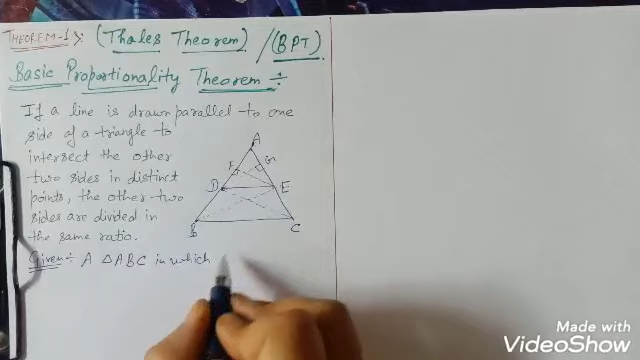 THEOREM-1 :- (Thales Theorem) / (BPT)
Basic Proportionality Theorem ÷
If a line is drawn parallel to one
side of a triangle to
intersect the other
two sides in distinct
points, the other two
sides are divided in
the same ratio.
A
F
G
D
E
B
C
Given ÷ A △ABC in which
Made with
VideoShow